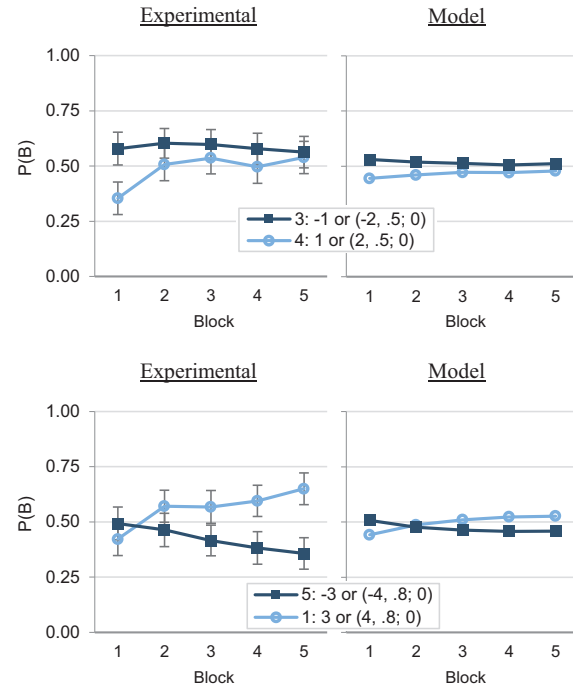 Experimental Model
1.00
0.75
0.50
0.25
0.00
P(B)
3: -1 or (-2, .5; 0)
4: 1 or (2, .5; 0)
1 2 3 4 5 1 2 3 4 5
Block Block
Experimental Model
1.00
0.75
0.50
0.25
0.00
P(B)
5: -3 or (-4, .8; 0)
1: 3 or (4, .8; 0)
1 2 3 4 5 1 2 3 4 5
Block Block